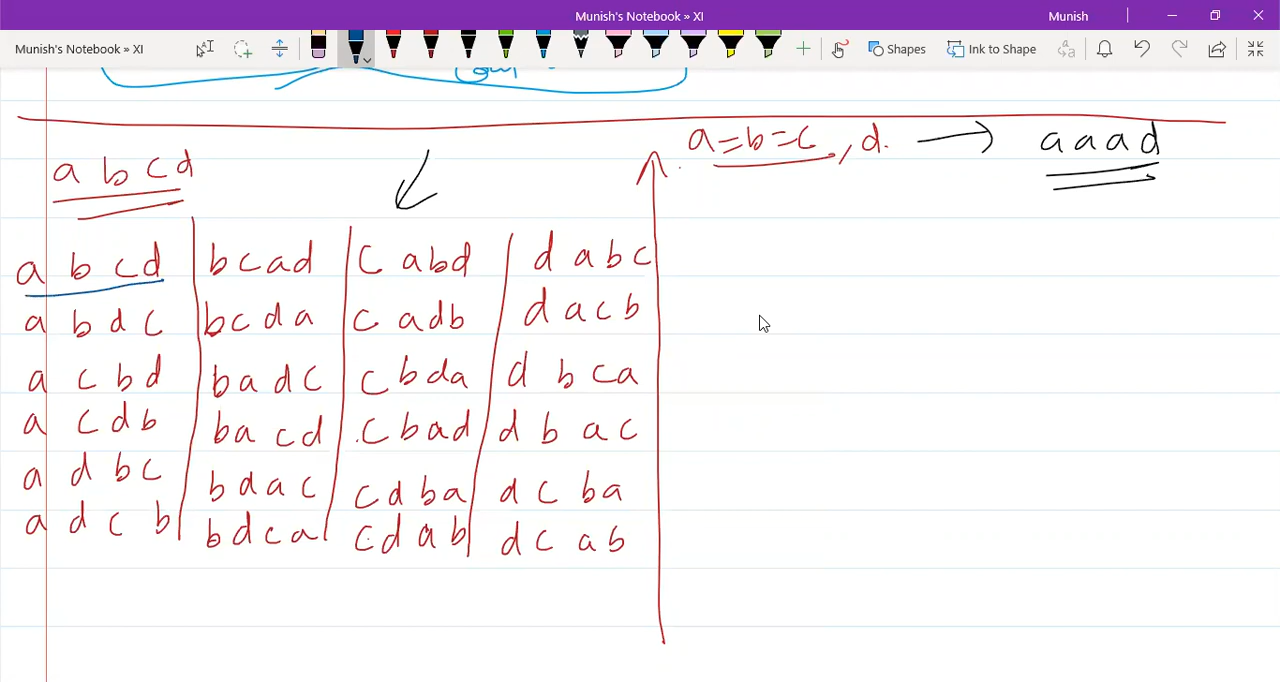 Munish's Notebook » XI
Munish
Munish's Notebook » XI
Shapes
Ink to Shape
a b c d
a = b = c , d. → a a a d
a b c d | b c a d | c a b d | d a b c
a b d c | b c d a | c a d b | d a c b
a c b d | b a d c | c b d a | d b c a
a c d b | b a c d | c b a d | d b a c
a d b c | b d a c | c d b a | d c b a
a d c b | b d c a | c d a b | d c a b